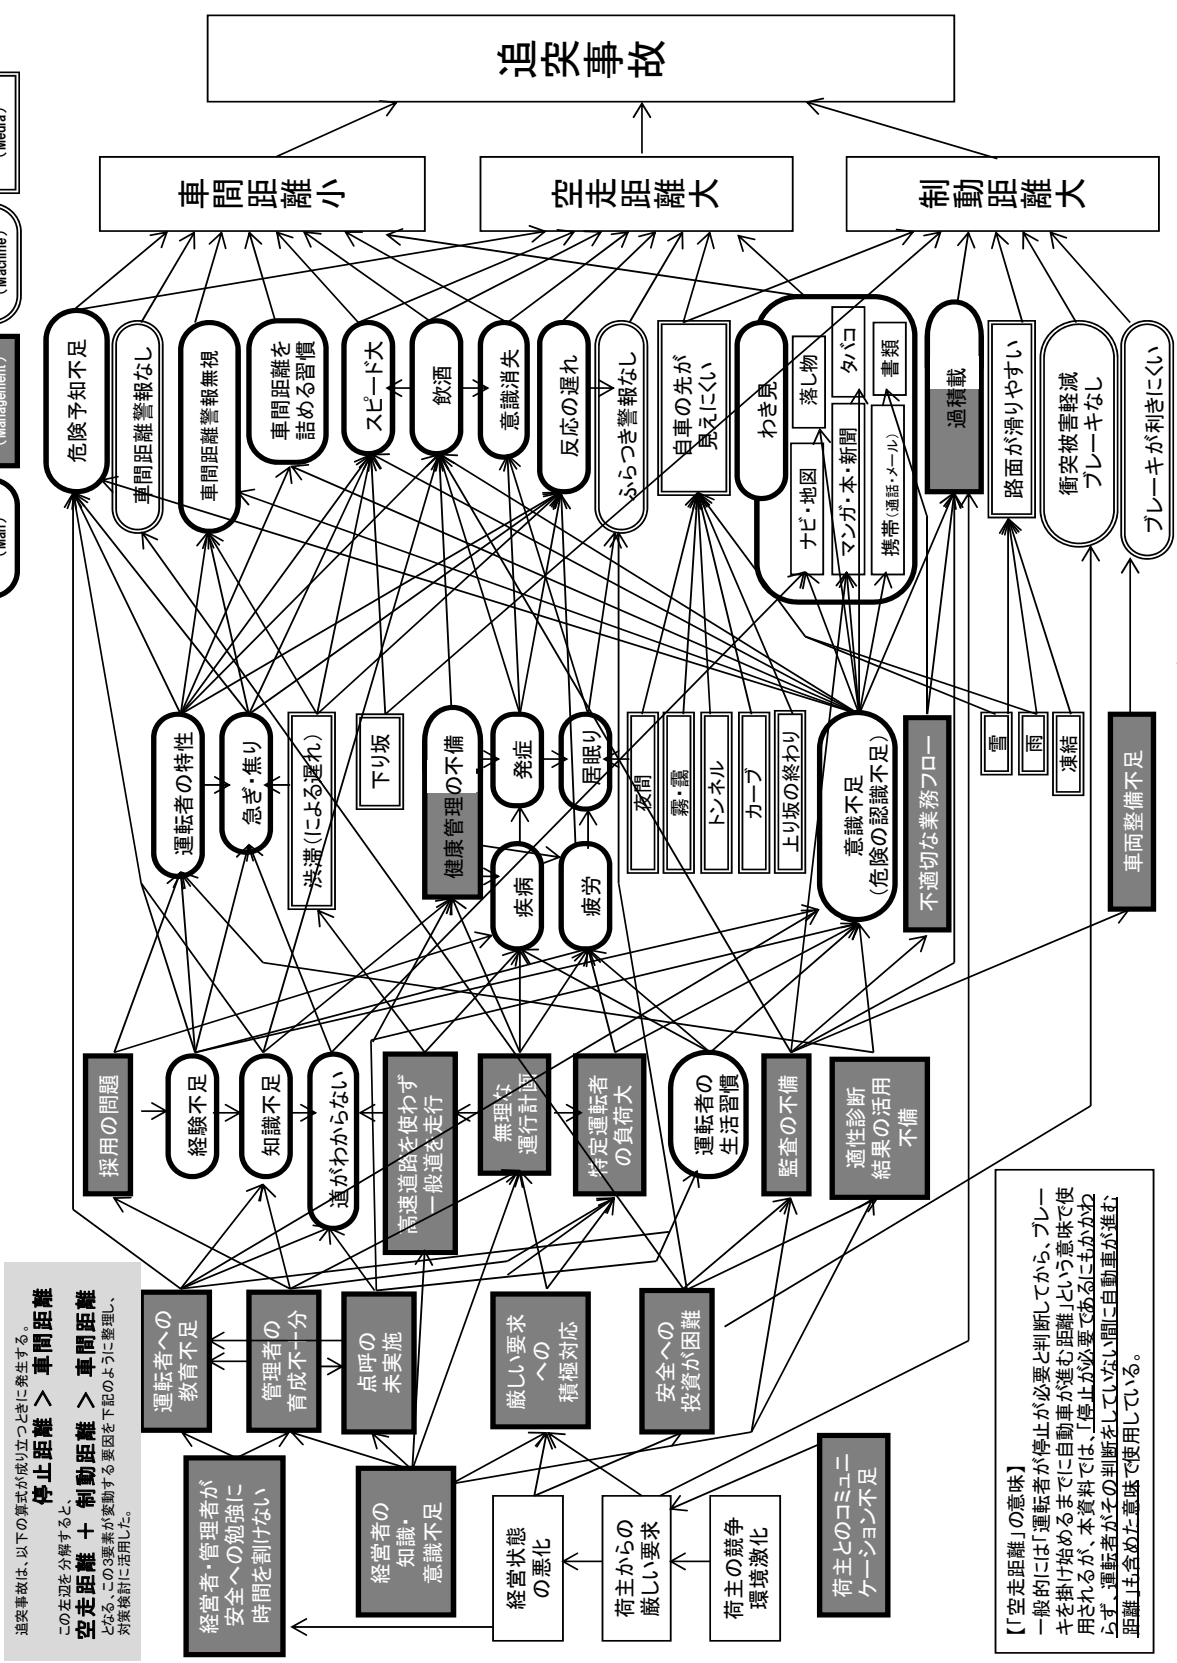 追突事故は、以下の算式が成り立つときに発生する。
停止距離 > 車間距離
この左辺を分解すると、
空走距離 + 制動距離 > 車間距離
となる、この3要素が変動する要因を下記のように整理し、
対策検討に活用した。
(Man)
(Management)
(Machine)
(Media)
追突事故
車間距離小
空走距離大
制動距離大
危険予知不足
車間距離警報なし
車間距離警報無視
車間距離を
詰める習慣
スピード大
飲酒
意識消失
反応の遅れ
ふらつき警報なし
自車の先が
見えにくい
わき見
ナビ・地図
落し物
マンガ・本・新聞
タバコ
携帯(通話・メール)
書類
過積載
路面が滑りやすい
衝突被害軽減
ブレーキなし
ブレーキが利きにくい
運転者の特性
急ぎ・焦り
渋滞(による遅れ)
下り坂
健康管理の不備
発症
居眠り
疾病
疲労
夜間
霧・靄
トンネル
カーブ
上り坂の終わり
意識不足
(危険の認識不足)
不適切な業務フロー
雪
雨
凍結
車両整備不足
採用の問題
経験不足
知識不足
道がわからない
高速道路を使わず
一般道を走行
無理な
運行計画
特定運転者
の負荷大
運転者の
生活習慣
監査の不備
適性診断
結果の活用
不備
運転者への
教育不足
管理者の
育成不十分
点呼の
未実施
厳しい要求
への
積極対応
安全への
投資が困難
経営者・管理者が
安全への勉強に
時間を割けない
経営者の
知識・
意識不足
経営状態
の悪化
荷主からの
厳しい要求
荷主の競争
環境激化
荷主とのコミュニ
ケーション不足
【「空走距離」の意味】
一般的には「運転者が停止が必要と判断してから、ブレー
キを掛け始めるまでに自動車が進む距離」という意味で使
用されるが、本資料では、「停止が必要であるにもかかわ
らず、運転者がその判断をしていない間に自動車が進む
距離」も含めた意味で使用している。